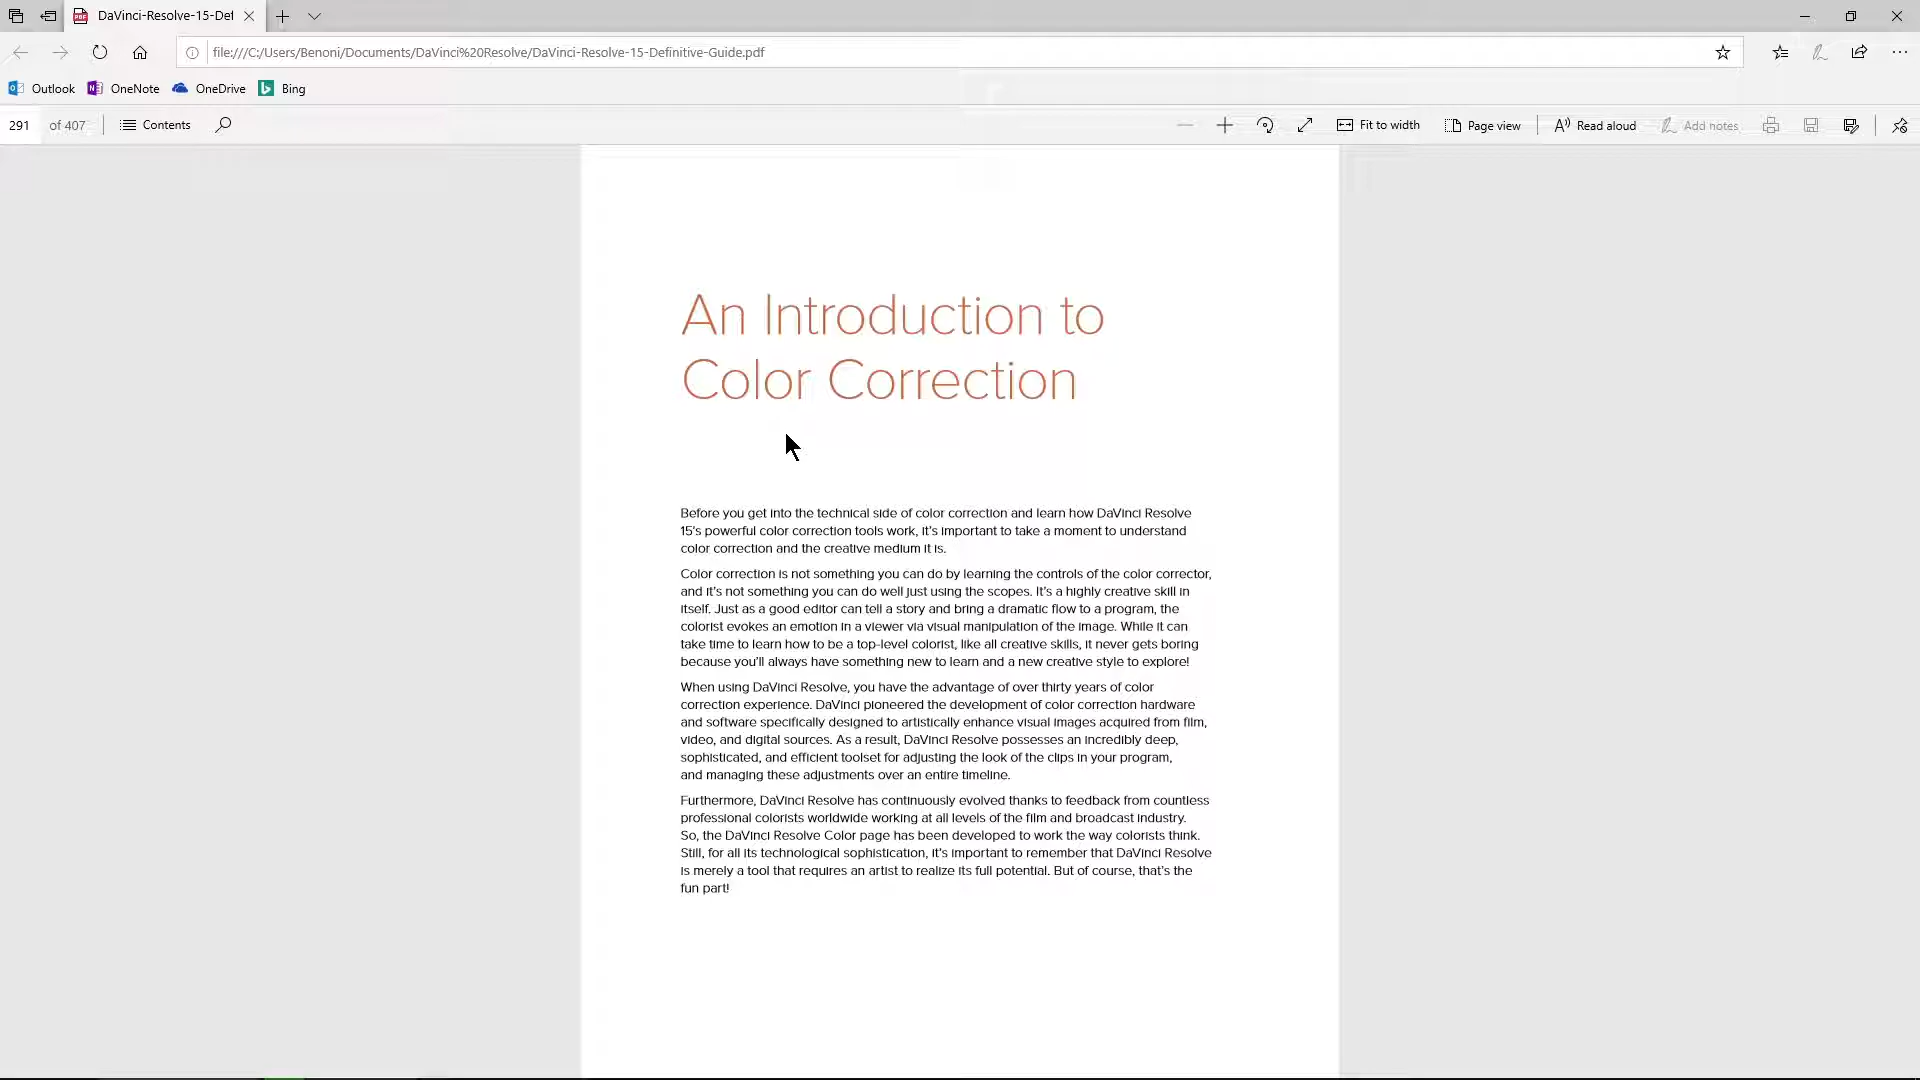 DaVinci-Resolve-15-Def
file:///C:/Users/Benoni/Documents/DaVinci%20Resolve/DaVinci-Resolve-15-Definitive-Guide.pdf
Outlook OneNote OneDrive Bing
291 of 407 Contents Fit to width Page view Read aloud Add notes
An Introduction to
Color Correction
Before you get into the technical side of color correction and learn how DaVinci Resolve
15's powerful color correction tools work, it's important to take a moment to understand
color correction and the creative medium it is.
Color correction is not something you can do by learning the controls of the color corrector,
and it's not something you can do well just using the scopes. It's a highly creative skill in
itself. Just as a good editor can tell a story and bring a dramatic flow to a program, the
colorist evokes an emotion in a viewer via visual manipulation of the image. While it can
take time to learn how to be a top-level colorist, like all creative skills, it never gets boring
because you'll always have something new to learn and a new creative style to explore!
When using DaVinci Resolve, you have the advantage of over thirty years of color
correction experience. DaVinci pioneered the development of color correction hardware
and software specifically designed to artistically enhance visual images acquired from film,
video, and digital sources. As a result, DaVinci Resolve possesses an incredibly deep,
sophisticated, and efficient toolset for adjusting the look of the clips in your program,
and managing these adjustments over an entire timeline.
Furthermore, DaVinci Resolve has continuously evolved thanks to feedback from countless
professional colorists worldwide working at all levels of the film and broadcast industry.
So, the DaVinci Resolve Color page has been developed to work the way colorists think.
Still, for all its technological sophistication, it's important to remember that DaVinci Resolve
is merely a tool that requires an artist to realize its full potential. But of course, that's the
fun part!